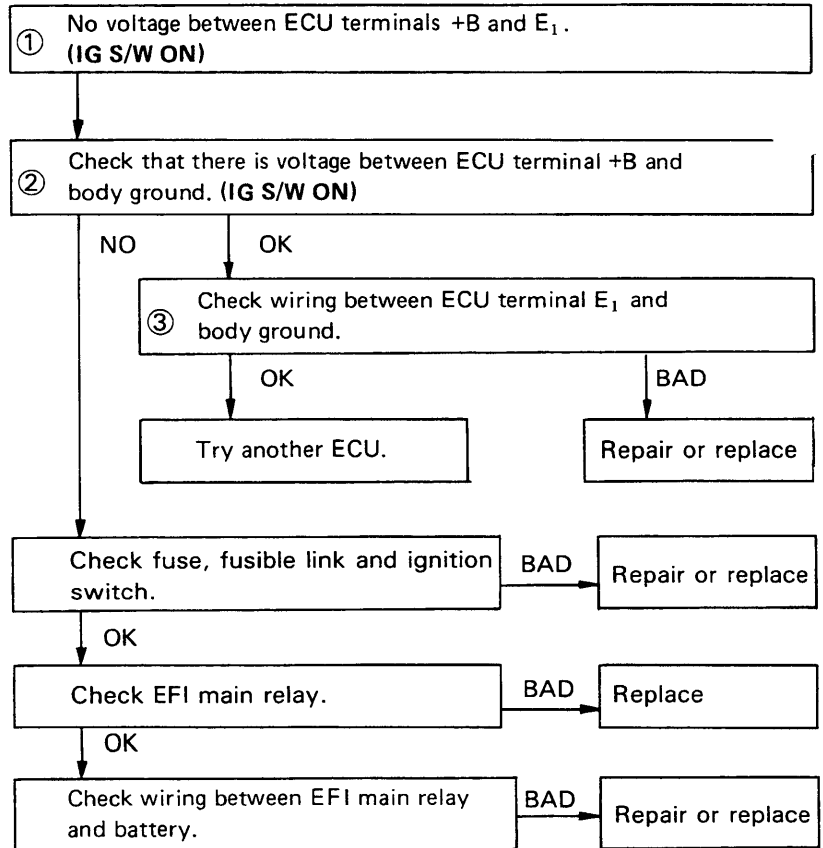 ① No voltage between ECU terminals +B and E₁.
(IG S/W ON)
② Check that there is voltage between ECU terminal +B and
body ground. (IG S/W ON)
NO
OK
③ Check wiring between ECU terminal E₁ and
body ground.
OK
BAD
Try another ECU.
Repair or replace
Check fuse, fusible link and ignition
switch.
BAD
Repair or replace
OK
Check EFI main relay.
BAD
Replace
OK
Check wiring between EFI main relay
and battery.
BAD
Repair or replace